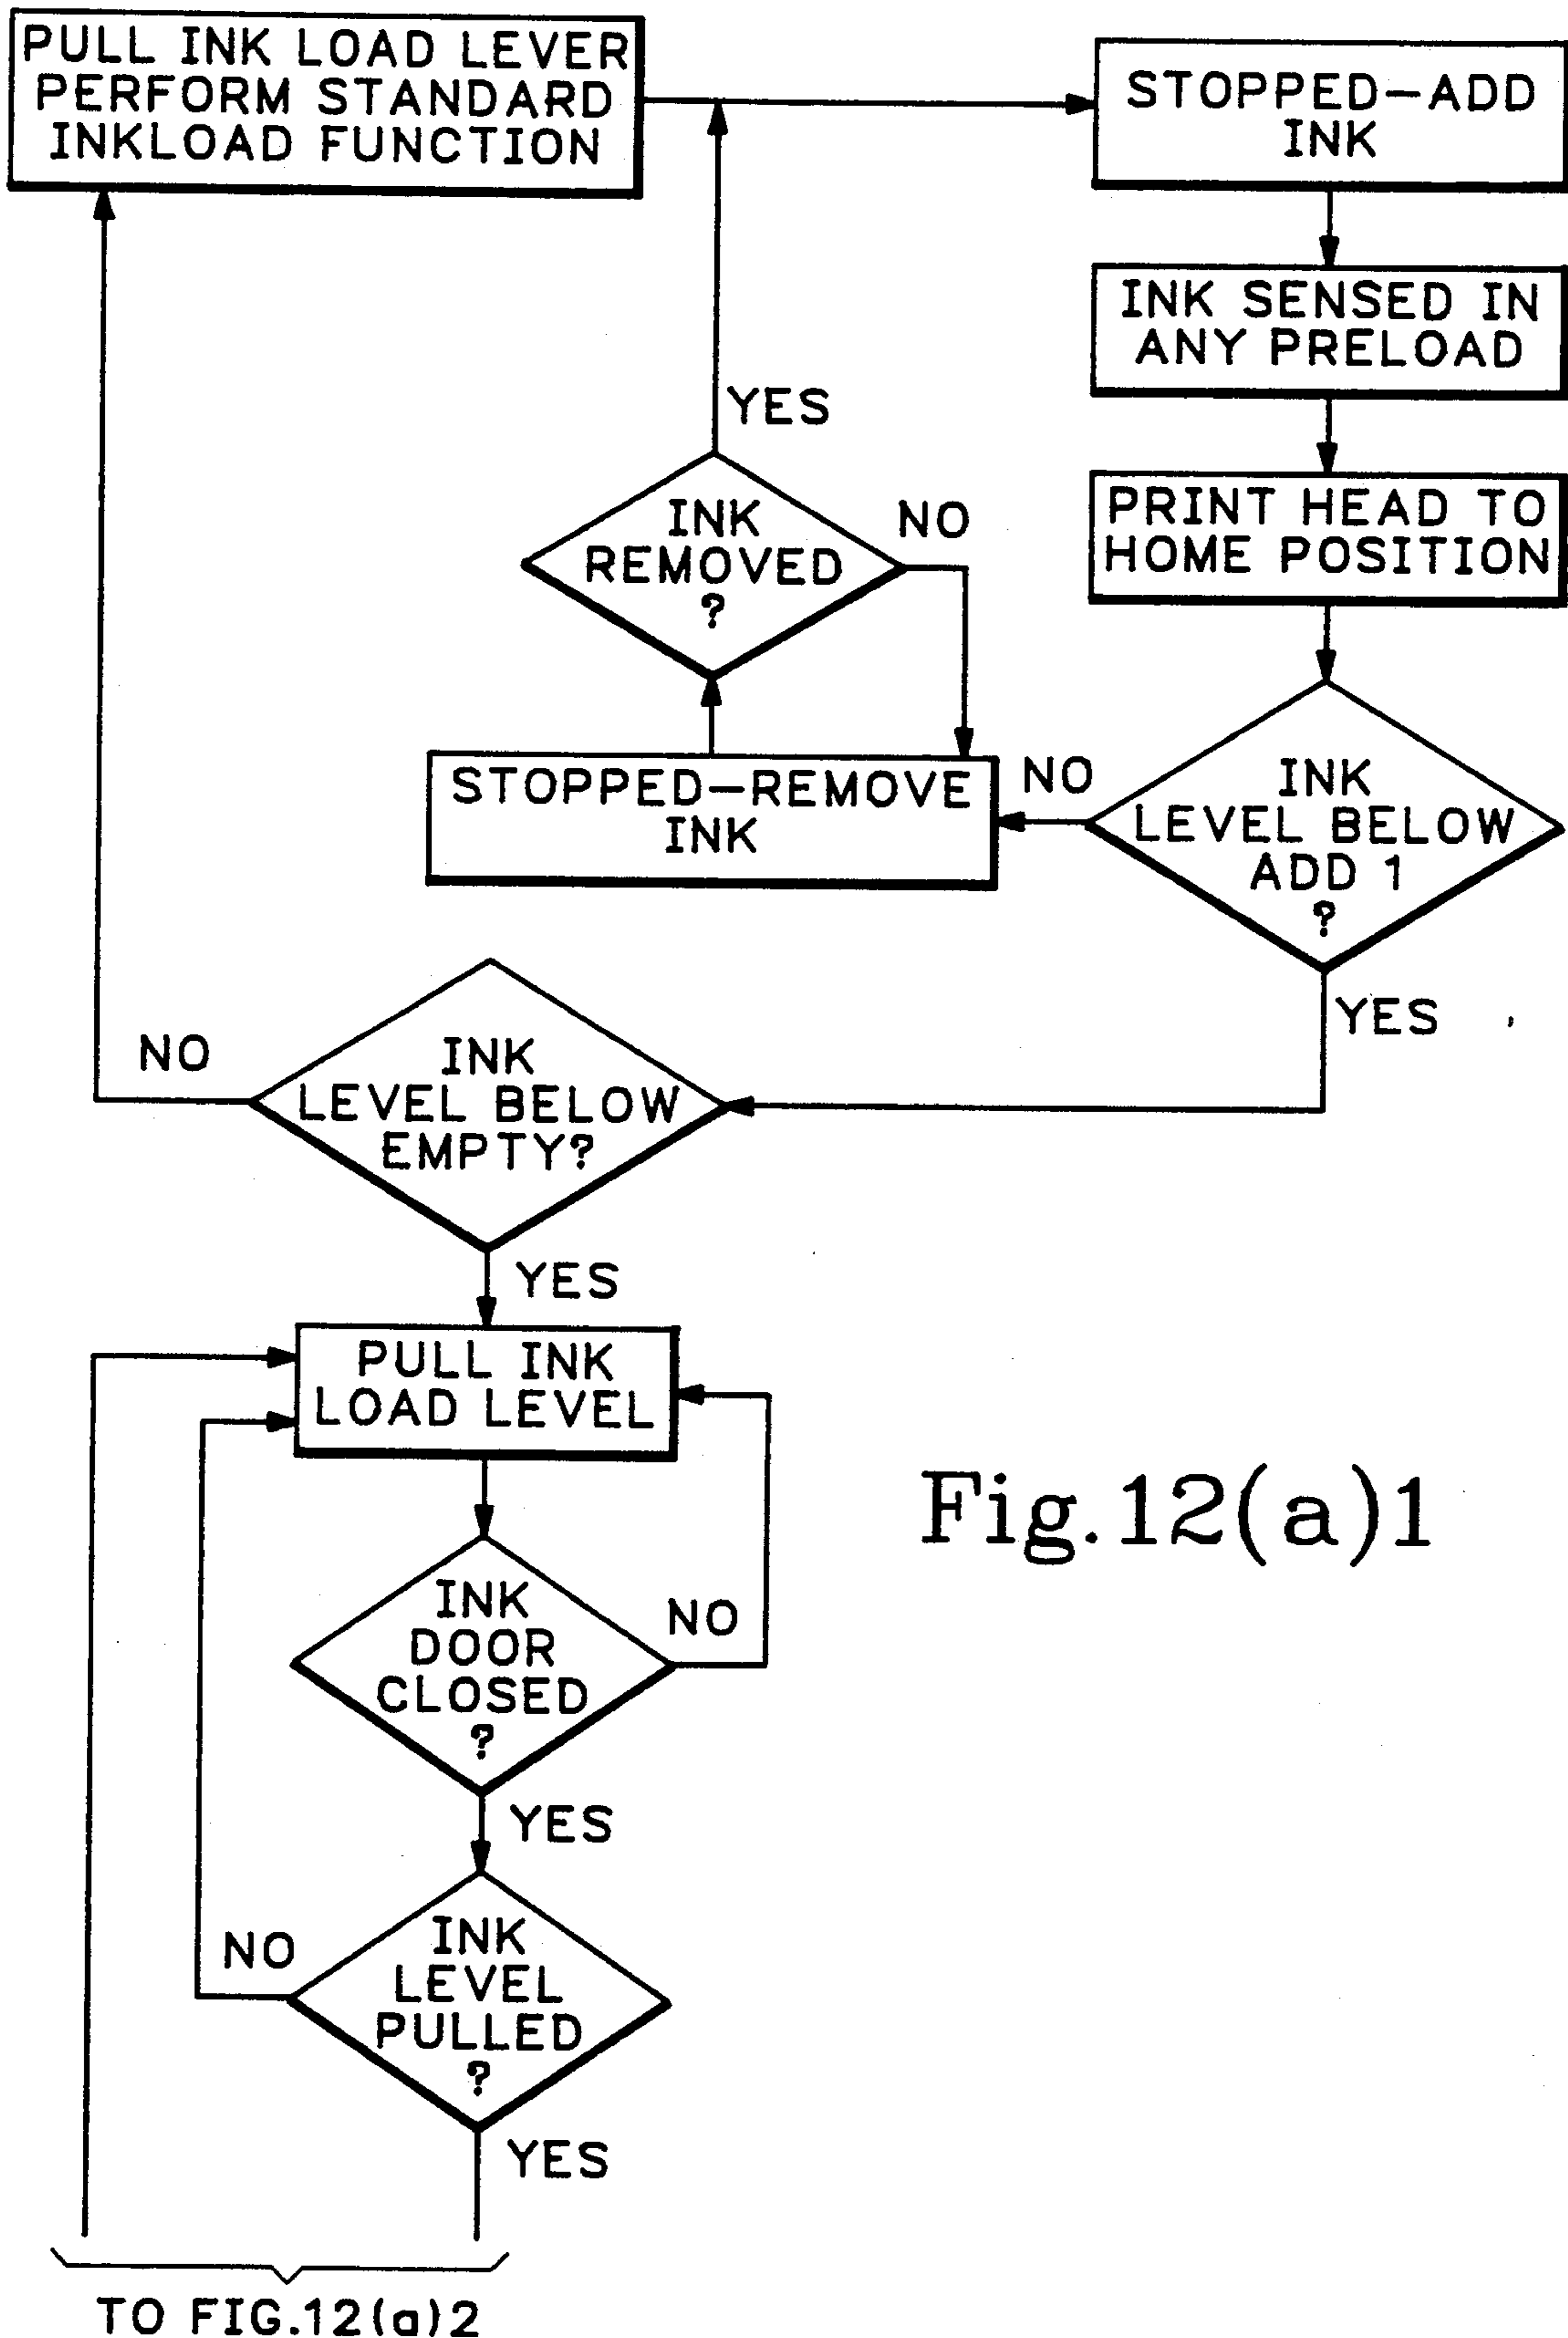 PULL INK LOAD LEVER
PERFORM STANDARD
INKLOAD FUNCTION
STOPPED-ADD
INK
INK SENSED IN
ANY PRELOAD
YES
INK
REMOVED
?
NO
PRINT HEAD TO
HOME POSITION
STOPPED-REMOVE
INK
NO
INK
LEVEL BELOW
ADD 1
?
YES
NO
INK
LEVEL BELOW
EMPTY?
YES
PULL INK
LOAD LEVEL
Fig.12(a)1
INK
DOOR
CLOSED
?
NO
YES
NO
INK
LEVEL
PULLED
?
YES
TO FIG.12(a)2